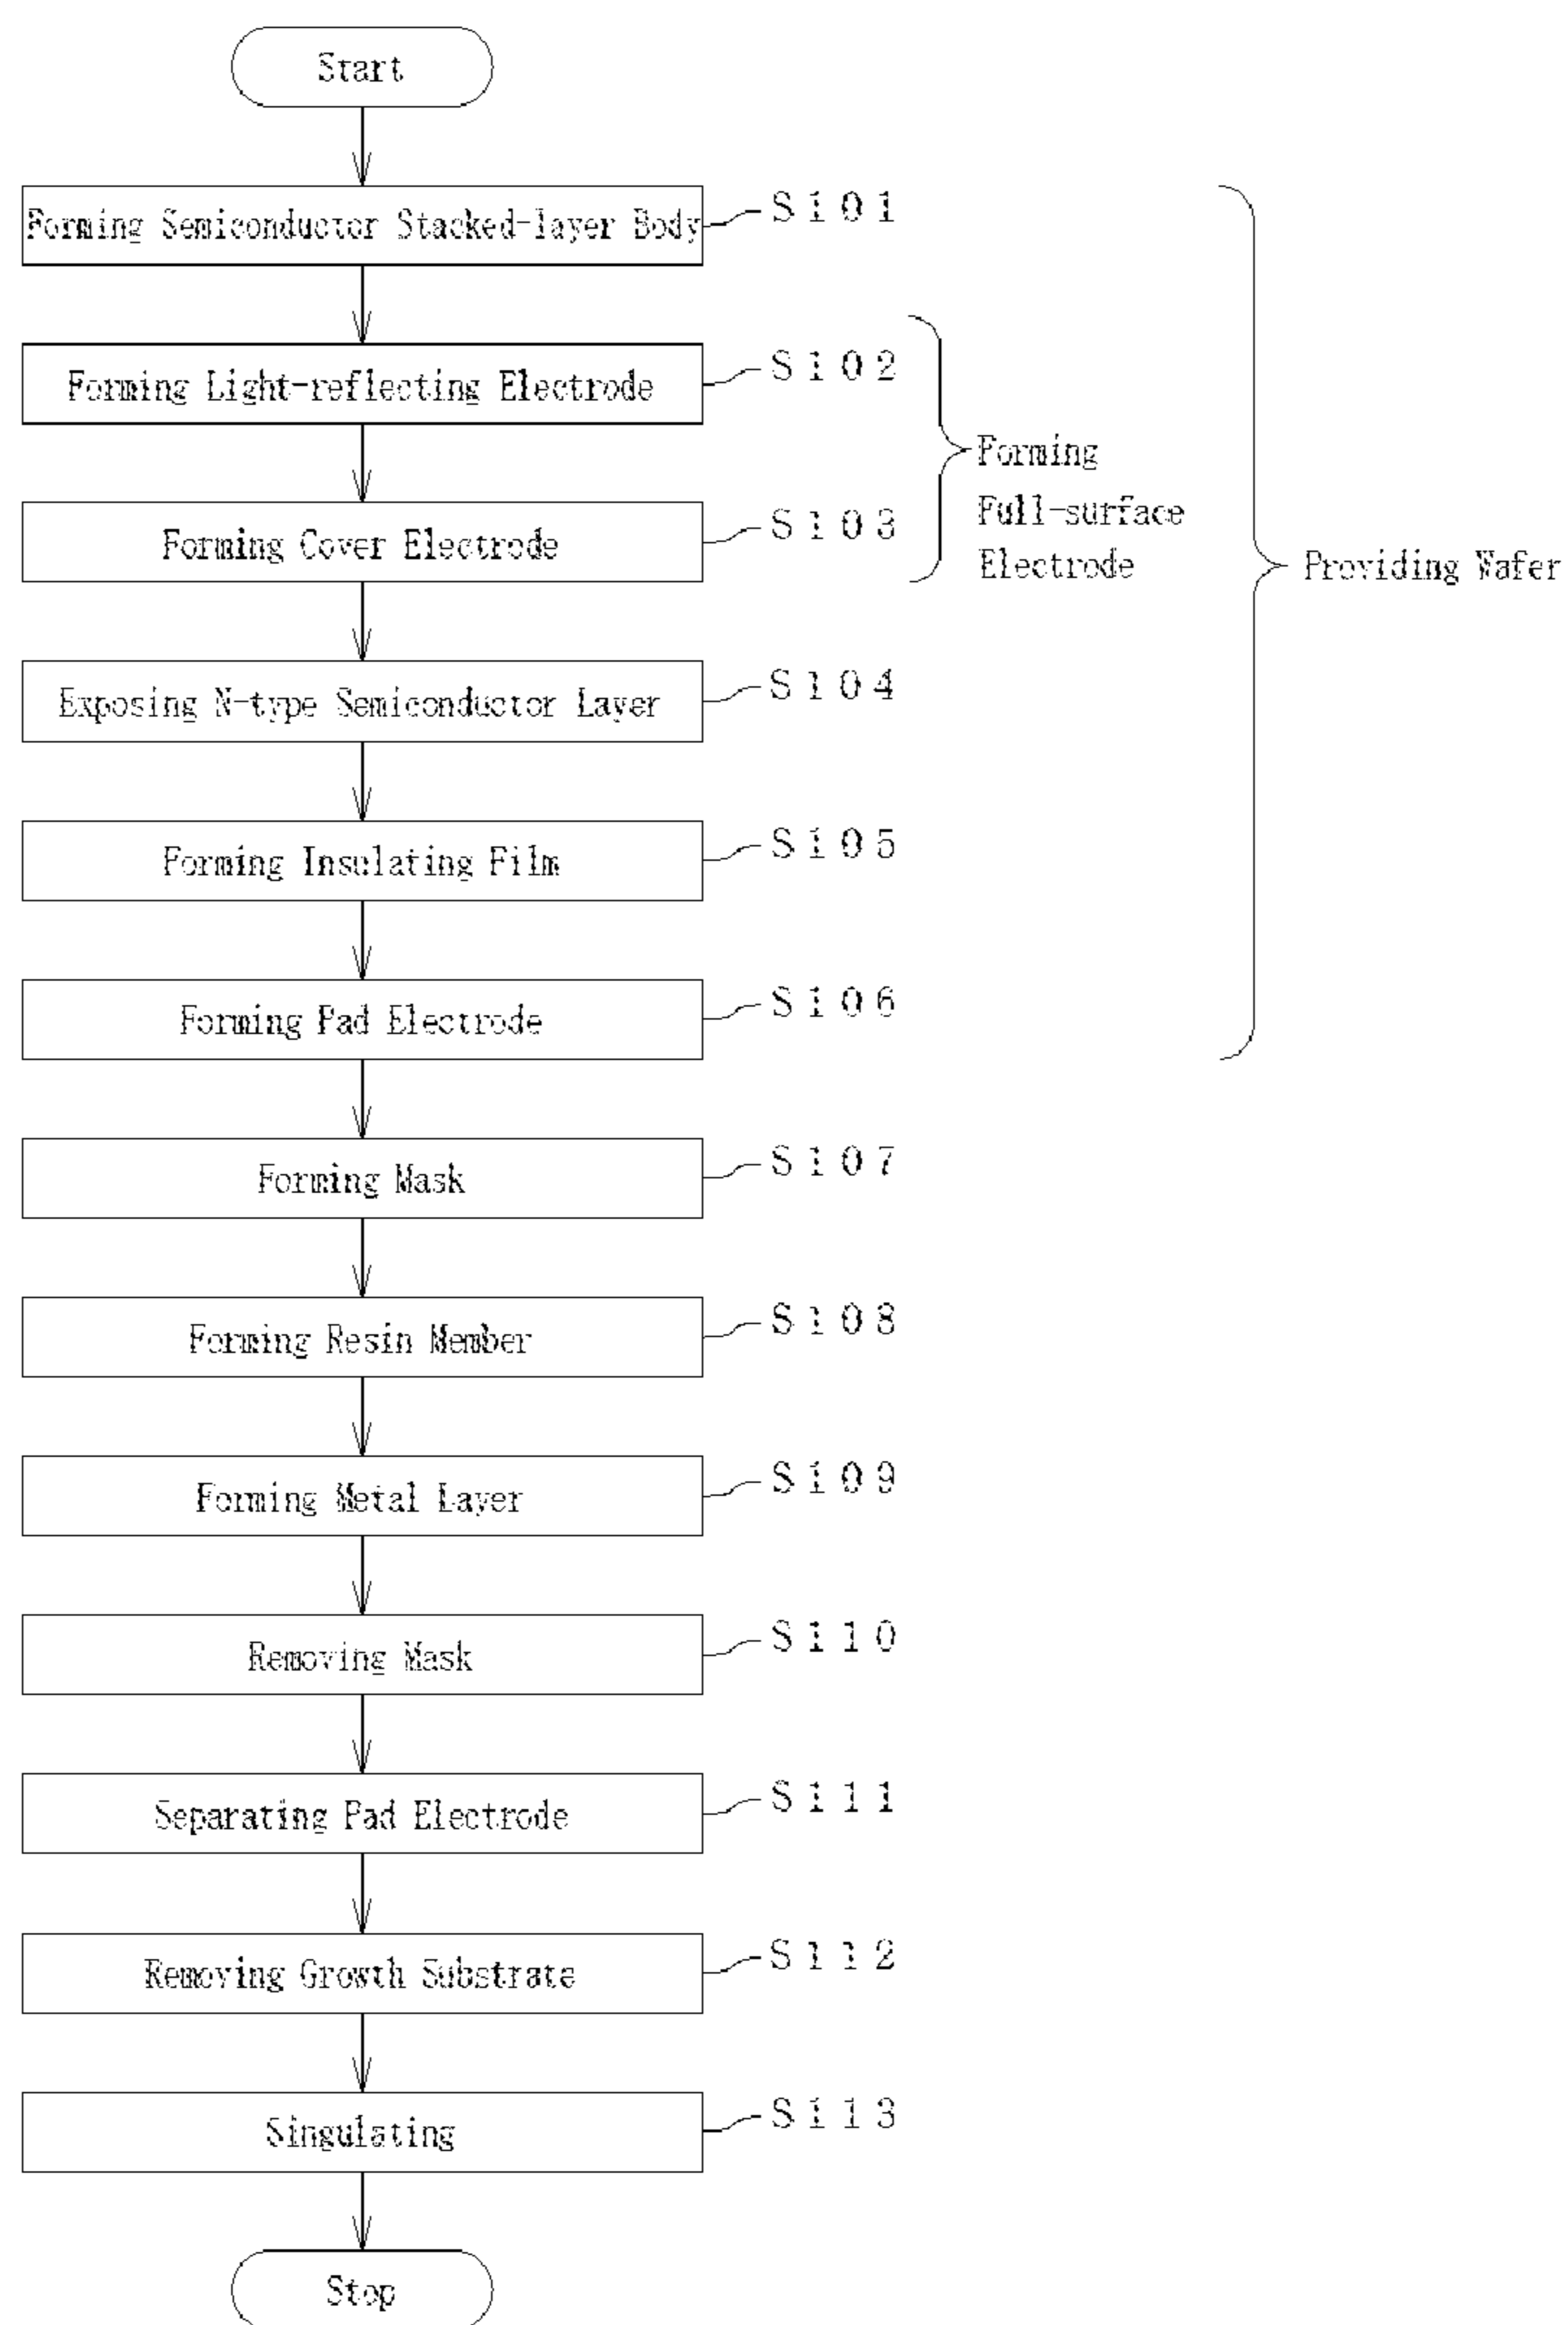 Start
Forming Semiconductor Stacked-layer Body
S101
Forming Light-reflecting Electrode
S102
Forming Cover Electrode
S103
Forming
Full-surface
Electrode
Providing Wafer
Exposing N-type Semiconductor Layer
S104
Forming Insulating Film
S105
Forming Pad Electrode
S106
Forming Mask
S107
Forming Resin Member
S108
Forming Metal Layer
S109
Removing Mask
S110
Separating Pad Electrode
S111
Removing Growth Substrate
S112
Singulating
S113
Stop